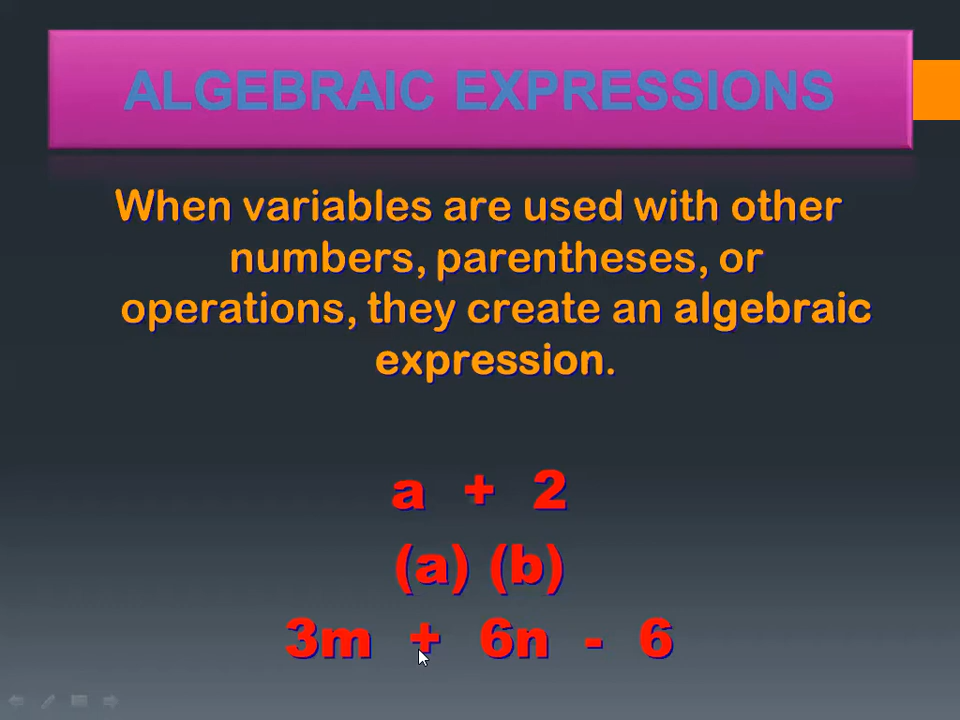 ALGEBRAIC EXPRESSIONS
When variables are used with other
numbers, parentheses, or
operations, they create an algebraic
expression.
a + 2
(a) (b)
3m + 6n - 6